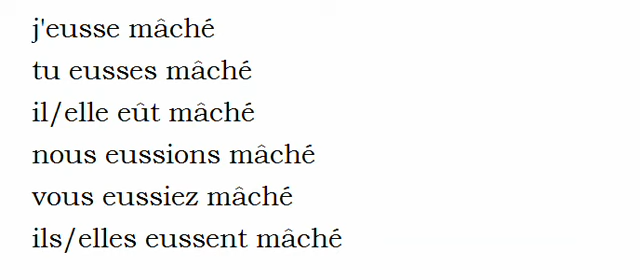 j'eusse mâché
tu eusses mâché
il/elle eût mâché
nous eussions mâché
vous eussiez mâché
ils/elles eussent mâché